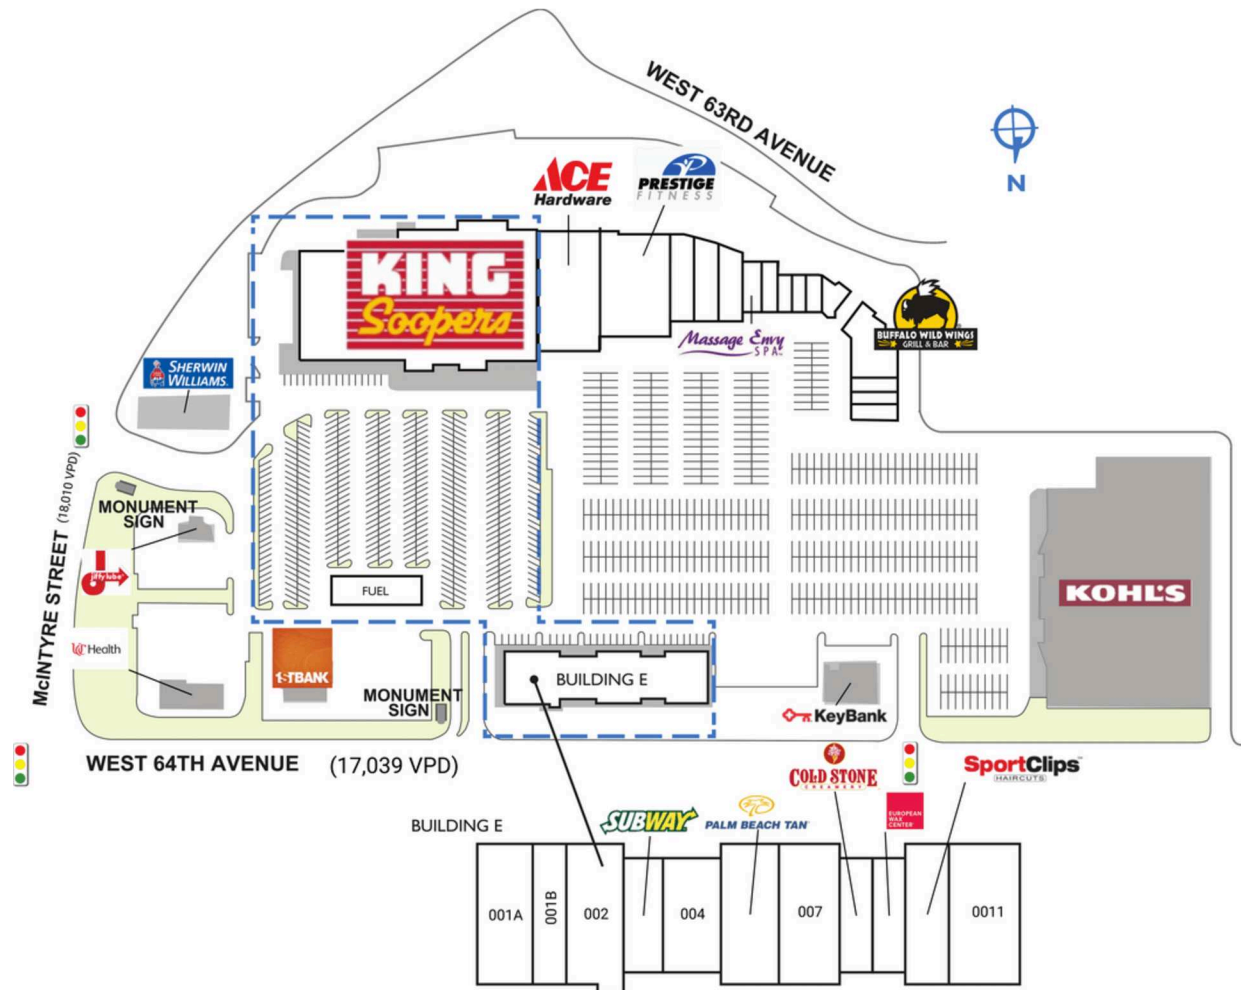 WEST 63RD AVENUE
N
ACE
Hardware
PRESTIGE
FITNESS
KING
Soopers
Massage Envy
SPA
BUFFALO WILD WINGS
GRILL & BAR
SHERWIN
WILLIAMS.
McINTYRE STREET (18,010 VPD)
MONUMENT
SIGN
jiffy lube
FUEL
KOHL'S
UCHealth
1STBANK
MONUMENT
SIGN
BUILDING E
KeyBank
WEST 64TH AVENUE (17,039 VPD)
COLD STONE
CREAMERY
SportClips
HAIRCUTS
BUILDING E
SUBWAY
PALM BEACH TAN
EUROPEAN
WAX
CENTER
001A
001B
002
004
007
0011